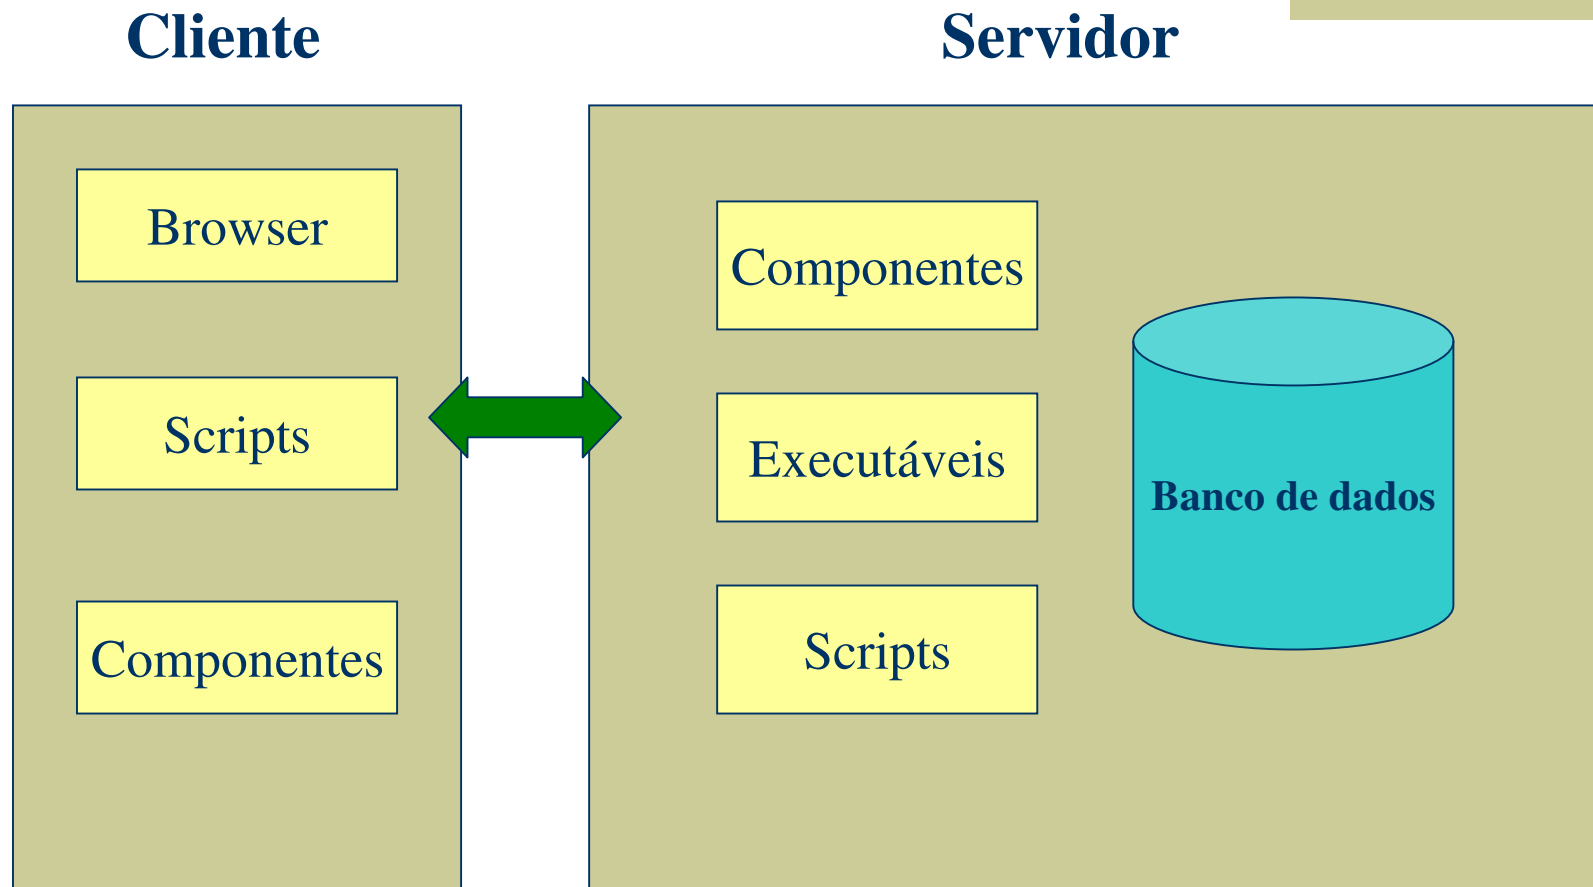 Cliente
Servidor
Browser
Scripts
Componentes
Componentes
Executáveis
Scripts
Banco de dados